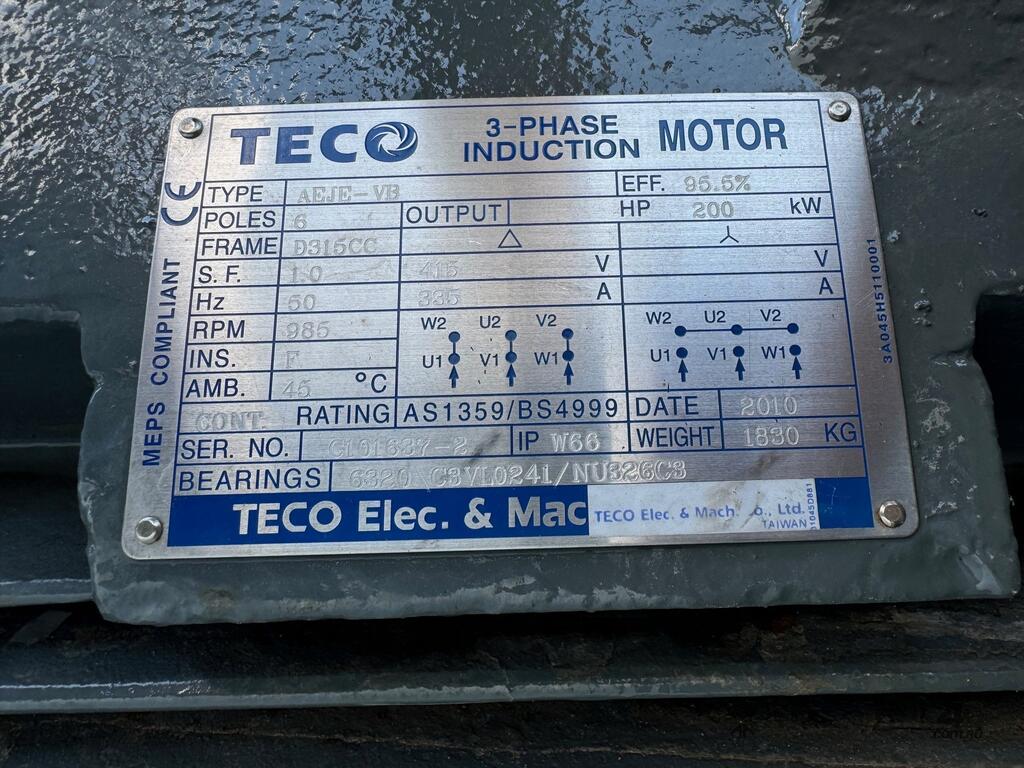 TECO 3-PHASE INDUCTION MOTOR
CE
MEPS COMPLIANT
TYPE AEJE-VB EFF. 95.5%
POLES 6 OUTPUT HP 200 kW
FRAME D315CC △
S. F. 1.0 415 V V
Hz 50 335 A A
RPM 985 W2 U2 V2 W2 U2 V2
INS. F U1 V1 W1 U1 V1 W1
AMB. 45 °C
CONT. RATING AS1359/BS4999 DATE 2010
SER. NO. C101637-2 IP W66 WEIGHT 1830 KG
BEARINGS 6320 C3VL0241/NU326C3
TECO Elec. & Mac
TECO Elec. & Mach. o., Ltd.
TAIWAN
3A045H5110001
01045D881